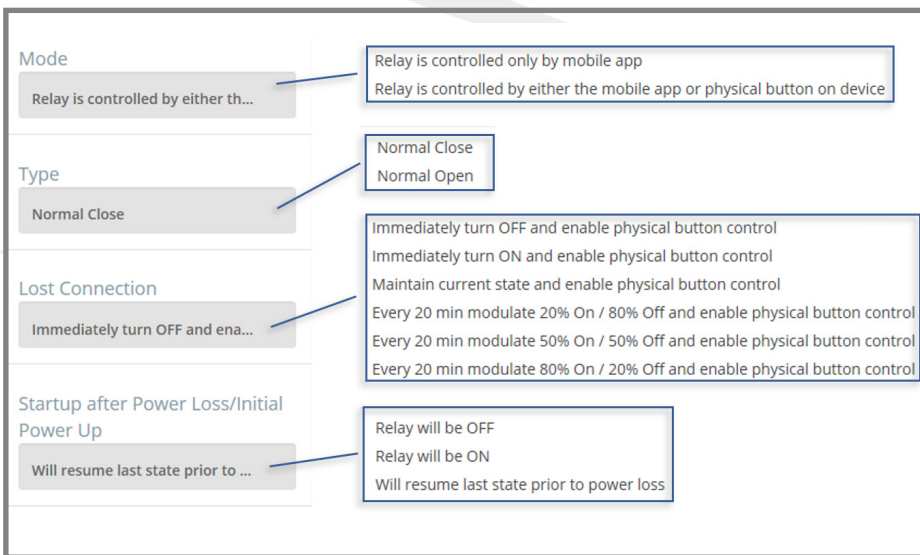 Mode
Relay is controlled by either th...
Relay is controlled only by mobile app
Relay is controlled by either the mobile app or physical button on device
Type
Normal Close
Normal Close
Normal Open
Lost Connection
Immediately turn OFF and ena...
Immediately turn OFF and enable physical button control
Immediately turn ON and enable physical button control
Maintain current state and enable physical button control
Every 20 min modulate 20% On / 80% Off and enable physical button control
Every 20 min modulate 50% On / 50% Off and enable physical button control
Every 20 min modulate 80% On / 20% Off and enable physical button control
Startup after Power Loss/Initial
Power Up
Will resume last state prior to ...
Relay will be OFF
Relay will be ON
Will resume last state prior to power loss